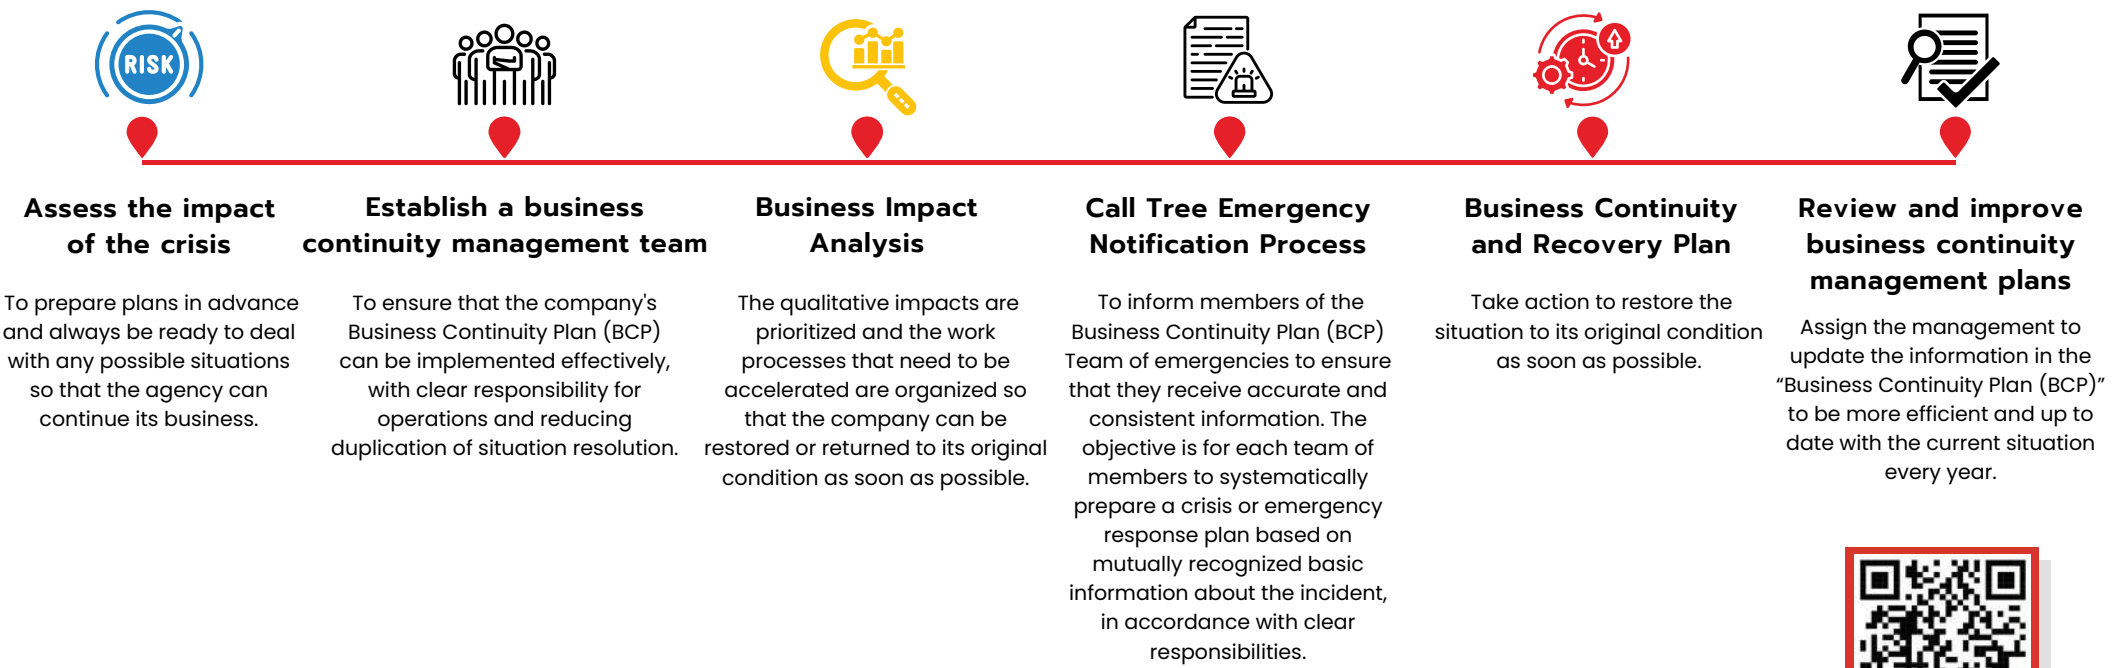 RISK
Assess the impact
of the crisis
To prepare plans in advance
and always be ready to deal
with any possible situations
so that the agency can
continue its business.
Establish a business
continuity management team
To ensure that the company's
Business Continuity Plan (BCP)
can be implemented effectively,
with clear responsibility for
operations and reducing
duplication of situation resolution.
Business Impact
Analysis
The qualitative impacts are
prioritized and the work
processes that need to be
accelerated are organized so
that the company can be
restored or returned to its original
condition as soon as possible.
Call Tree Emergency
Notification Process
To inform members of the
Business Continuity Plan (BCP)
Team of emergencies to ensure
that they receive accurate and
consistent information. The
objective is for each team of
members to systematically
prepare a crisis or emergency
response plan based on
mutually recognized basic
information about the incident,
in accordance with clear
responsibilities.
Business Continuity
and Recovery Plan
Take action to restore the
situation to its original condition
as soon as possible.
Review and improve
business continuity
management plans
Assign the management to
update the information in the
“Business Continuity Plan (BCP)”
to be more efficient and up to
date with the current situation
every year.